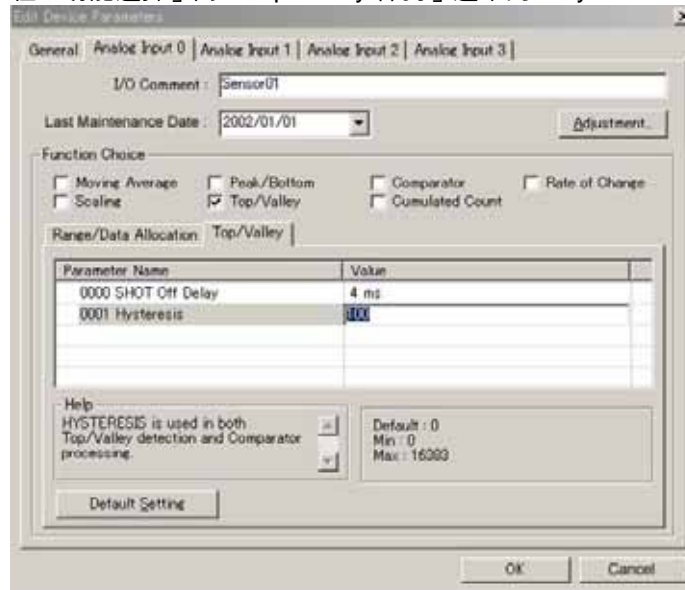 Edit Device Parameters
General Analog Input 0 Analog Input 1 Analog Input 2 Analog Input 3
I/O Comment : Sensor01
Last Maintenance Date : 2002/01/01 Adjustment..
Function Choice
Moving Average Peak/Bottom Comparator Rate of Change
Scaling Top/Valley Cumulated Count
Range/Data Allocation Top/Valley
Parameter Name Value
0000 SHOT Off Delay 4 ms
0001 Hysteresis 100
Help
HYSTERESIS is used in both
Top/Valley detection and Comparator
processing.
Default : 0
Min : 0
Max : 16383
Default Setting
OK Cancel